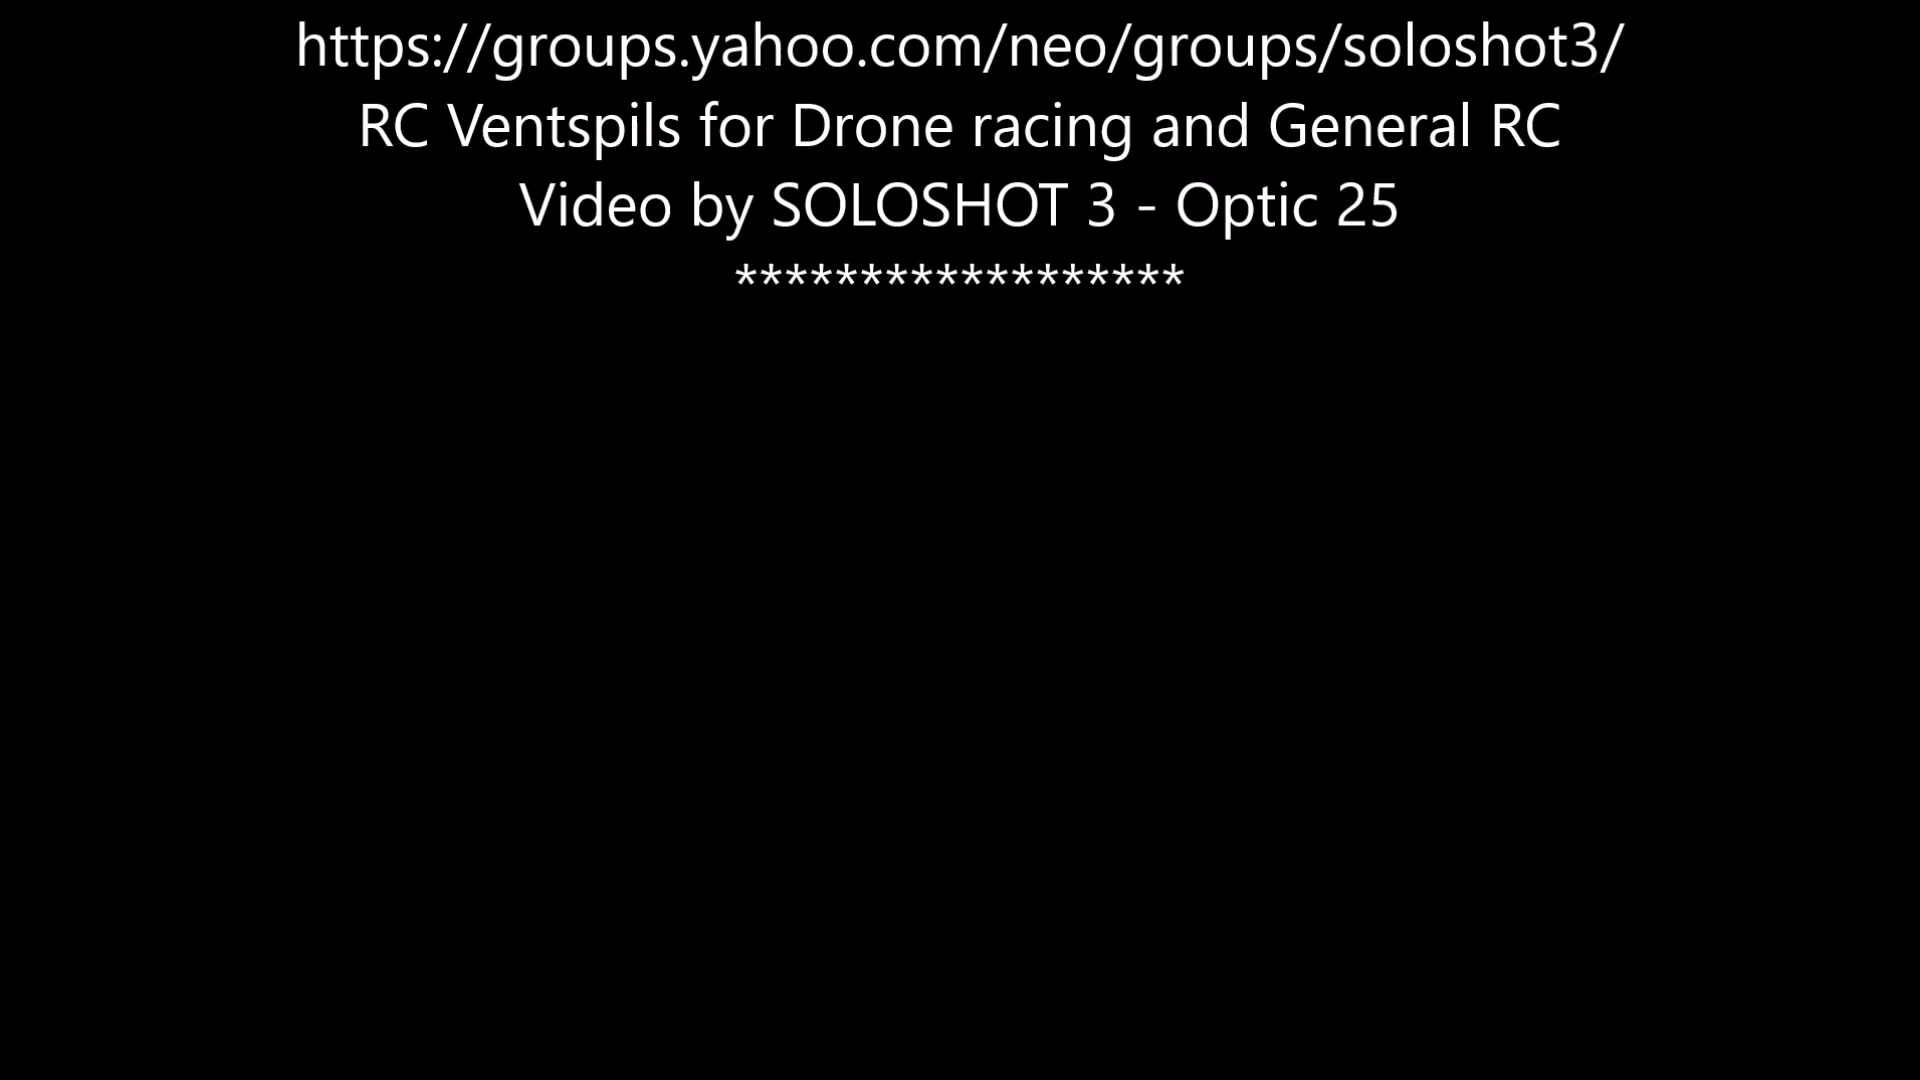 https://groups.yahoo.com/neo/groups/soloshot3/
RC Ventspils for Drone racing and General RC
Video by SOLOSHOT 3 - Optic 25
******************